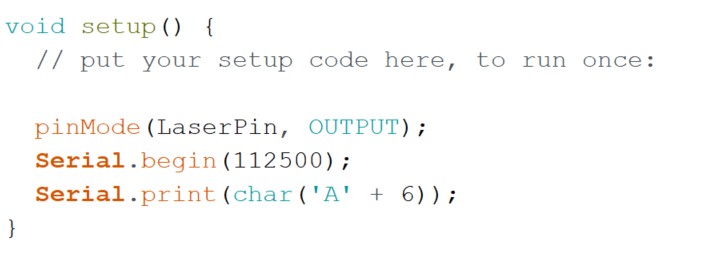 void setup() {
  // put your setup code here, to run once:

  pinMode(LaserPin, OUTPUT);
  Serial.begin(112500);
  Serial.print(char('A' + 6));
}